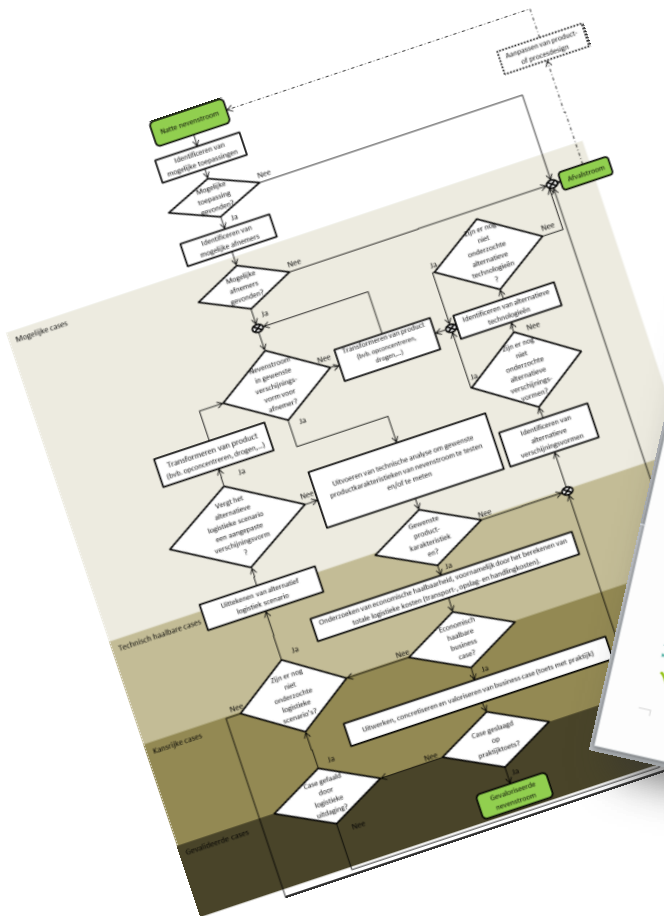 Aanpassen van product-
of procesdesign
Natte nevenstroom
Identificeren van
mogelijke toepassingen
Nee
Afvalstroom
Mogelijke
toepassing
gevonden?
Ja
Identificeren van
mogelijke afnemers
Nee
Zijn er nog
niet
onderzochte
alternatieve
technologieën
?
Nee
Ja
Mogelijke
afnemers
gevonden?
Ja
Mogelijke cases
Identificeren van alternatieve
technologieën
Nee
Transformeren van product
(bvb. opconcentreren,
drogen,...)
Nevenstroom
in gewenste
verschijnings-
vorm voor
afnemer?
Nee
Ja
Zijn er nog
niet
onderzochte
alternatieve
verschijnings-
vormen?
Ja
Identificeren van
alternatieve
verschijningsvormen
Transformeren van product
(bvb. opconcentreren, drogen,...)
Ja
Uitvoeren van technische analyse om gewenste
productkarakteristieken van nevenstroom te testen
en/of te meten
Vergt het
alternatieve
logistieke scenario
een aangepaste
verschijningsvorm
?
Nee
Gewenste
product-
karakteristiek
en?
Nee
Ja
Uittekenen van alternatief
logistiek scenario
Onderzoeken van economische haalbaarheid, voornamelijk door het berekenen van
totale logistieke kosten (transport-, opslag- en handlingkosten).
Technisch haalbare cases
Economisch
haalbare
business
case?
Nee
Ja
Ja
Zijn er nog
niet
onderzochte
logistieke
scenario's?
Nee
Uitwerken, concretiseren en valoriseren van business case (toets met praktijk)
Kansrijke cases
Case geslaagd
op
praktijktoets?
Nee
Ja
Ja
Case gefaald
door
logistieke
uitdaging?
Nee
Gevaloriseerde
nevenstroom
Gevalideerde cases